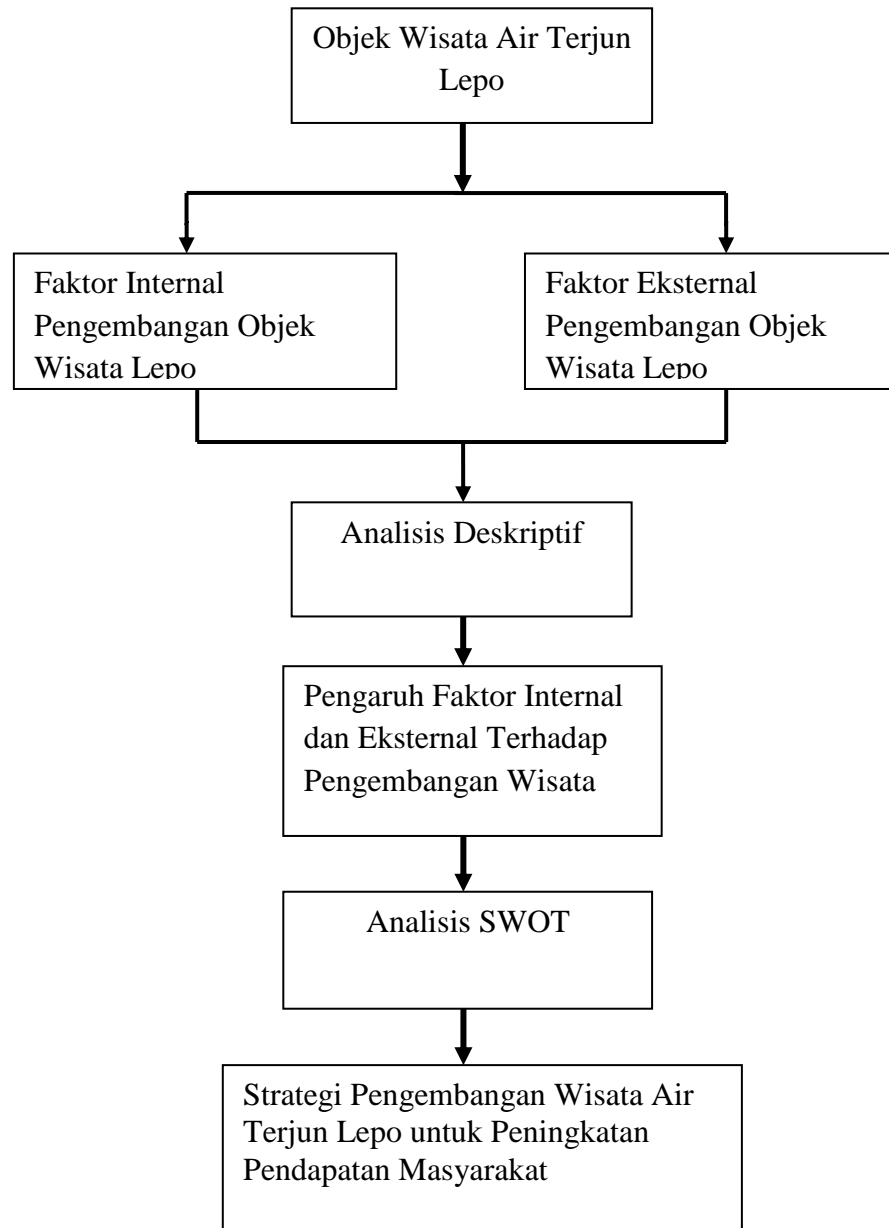 Objek Wisata Air Terjun
Lepo
Faktor Internal
Pengembangan Objek
Wisata Lepo
Faktor Eksternal
Pengembangan Objek
Wisata Lepo
Analisis Deskriptif
Pengaruh Faktor Internal
dan Eksternal Terhadap
Pengembangan Wisata
Analisis SWOT
Strategi Pengembangan Wisata Air
Terjun Lepo untuk Peningkatan
Pendapatan Masyarakat